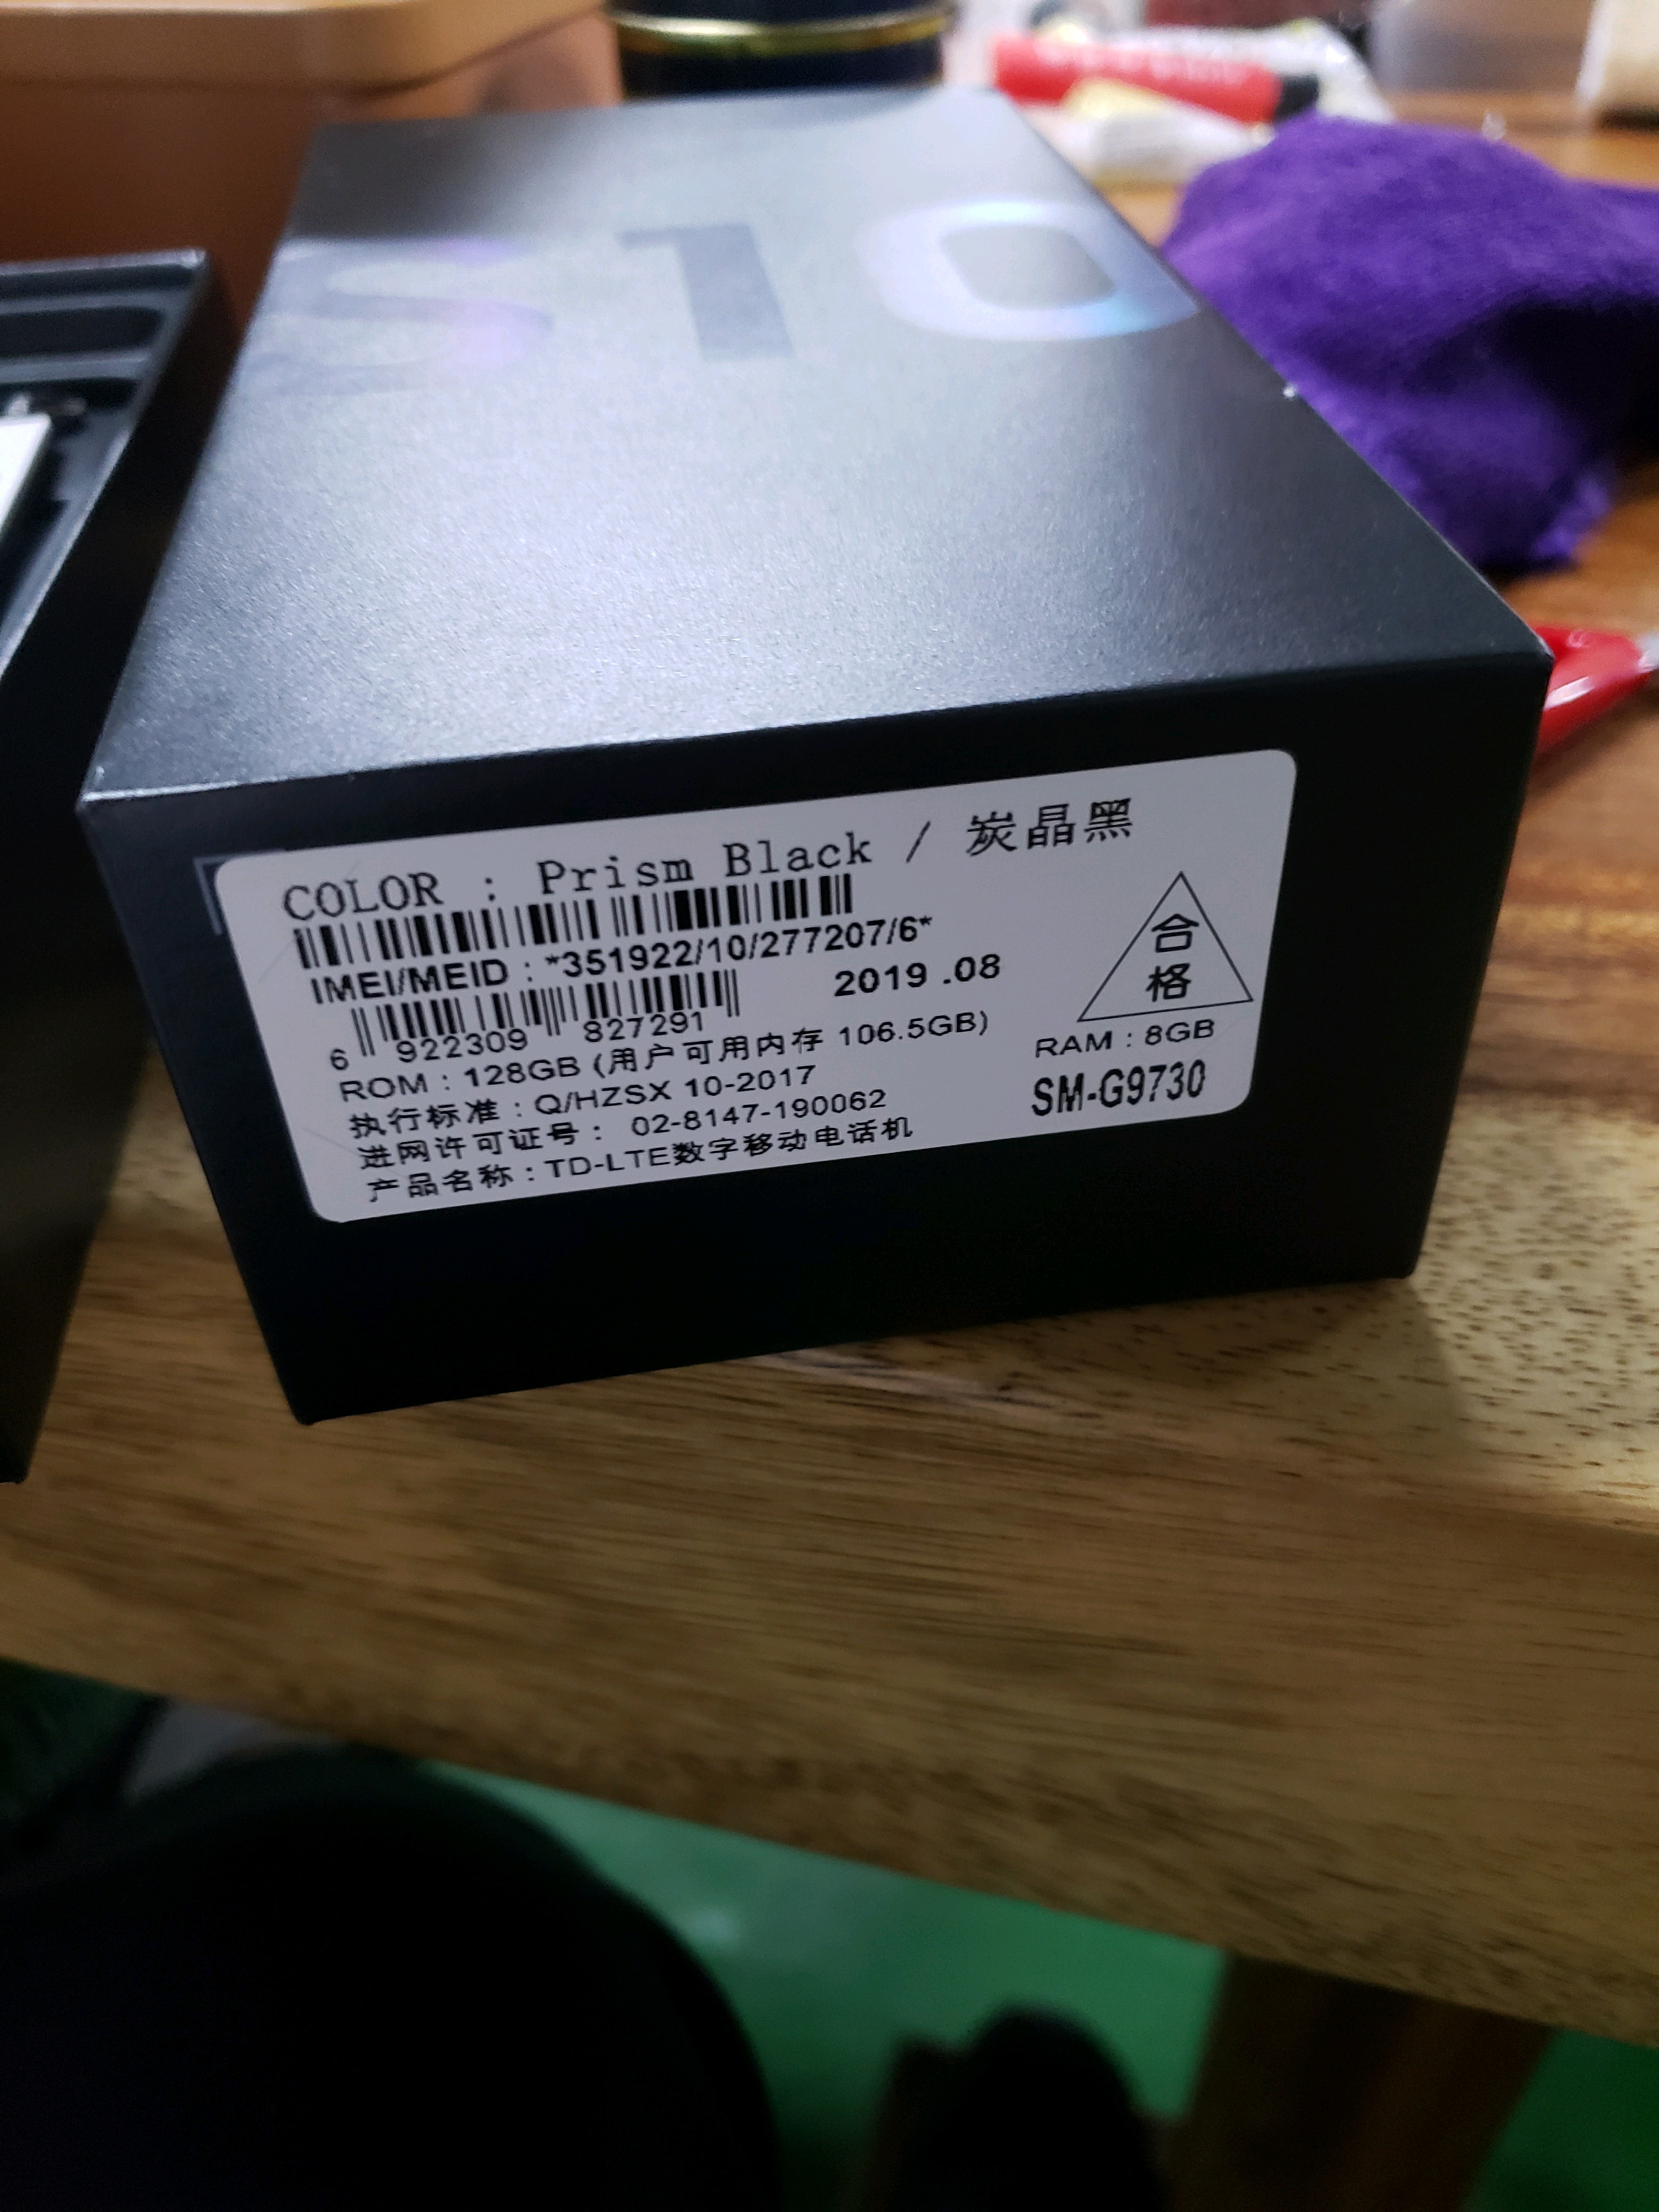 S10
COLOR : Prism Black / 炭晶黑
IMEI/MEID : *351922/10/277207/6*
2019 .08
6 922309 827291
合格
ROM : 128GB (用户可用内存 106.5GB)
RAM : 8GB
执行标准 : Q/HZSX 10-2017
SM-G9730
进网许可证号 : 02-8147-190062
产品名称 : TD-LTE数字移动电话机